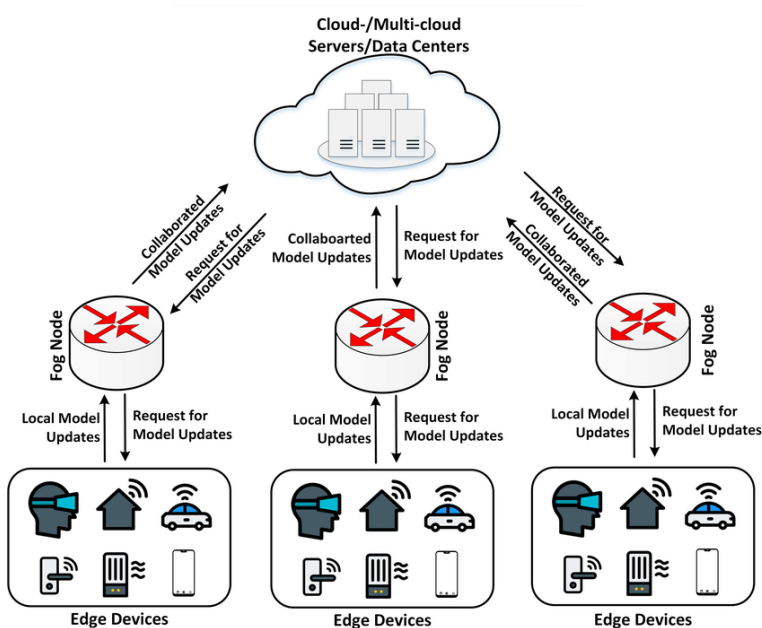 Cloud-/Multi-cloud
Servers/Data Centers
Collaborated
Model Updates
Request for
Model Updates
Collaboarted
Model Updates
Request for
Model Updates
Request for
Model Updates
Collaborated
Model Updates
Fog Node
Fog Node
Fog Node
Local Model
Updates
Request for
Model Updates
Local Model
Updates
Request for
Model Updates
Local Model
Updates
Request for
Model Updates
Edge Devices
Edge Devices
Edge Devices